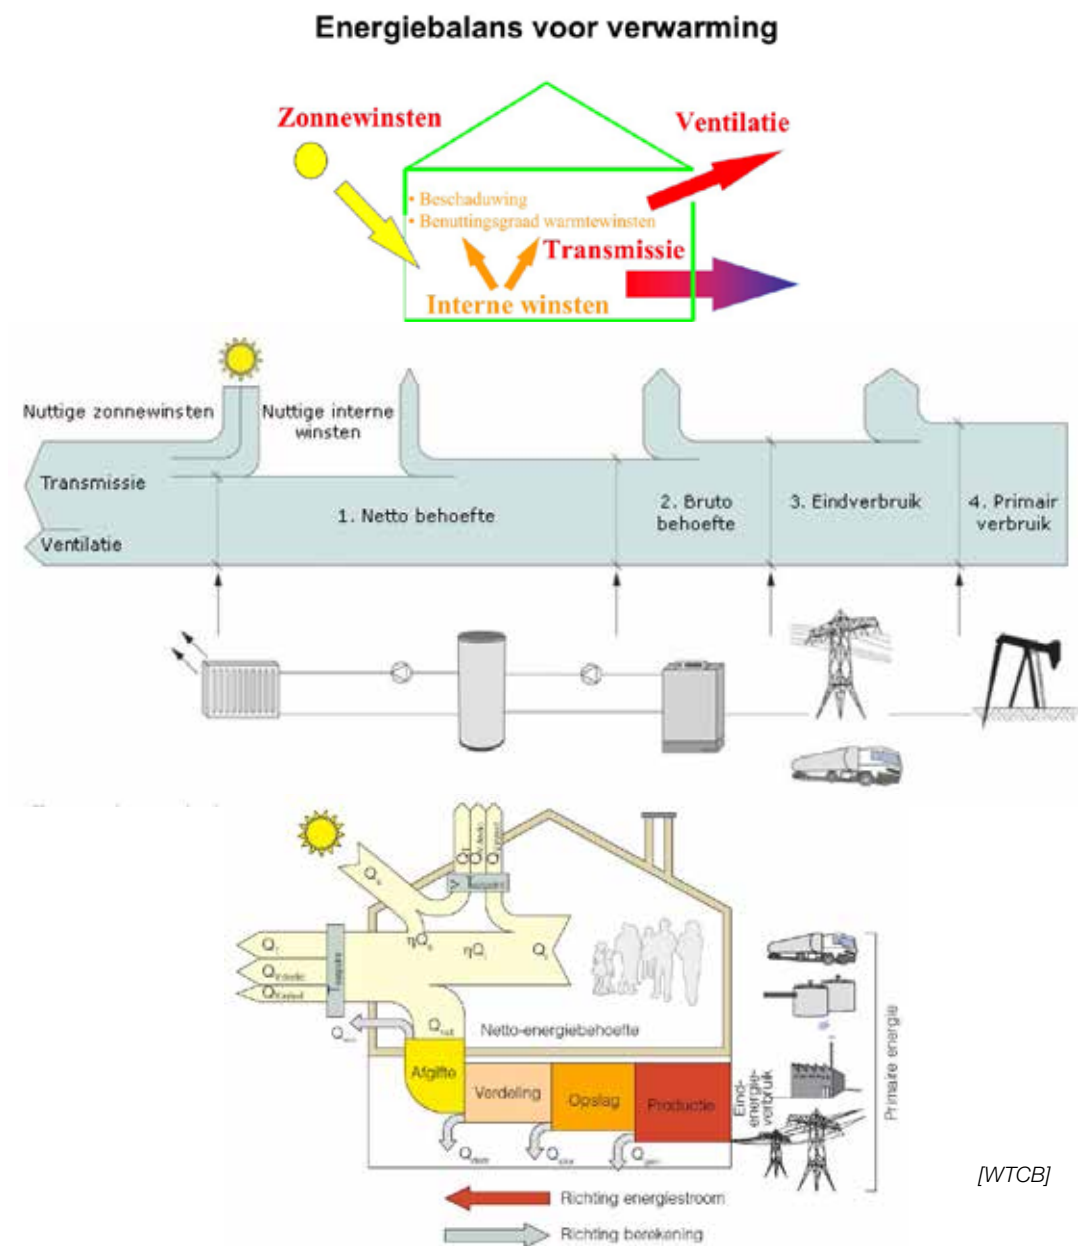 Energiebalans voor verwarming
Zonnewinsten
Ventilatie
• Beschaduwing
• Benuttingsgraad warmtewinsten
Transmissie
Interne winsten
Nuttige zonnewinsten
Nuttige interne
winsten
Transmissie
Ventilatie
1. Netto behoefte
2. Bruto
behoefte
3. Eindverbruik
4. Primair
verbruik
Netto-energiebehoefte
Afgifte
Verdeling
Opslag
Productie
Eind-
energie-
verbruik
Primaire energie
[WTCB]
Richting energiestroom
Richting berekening